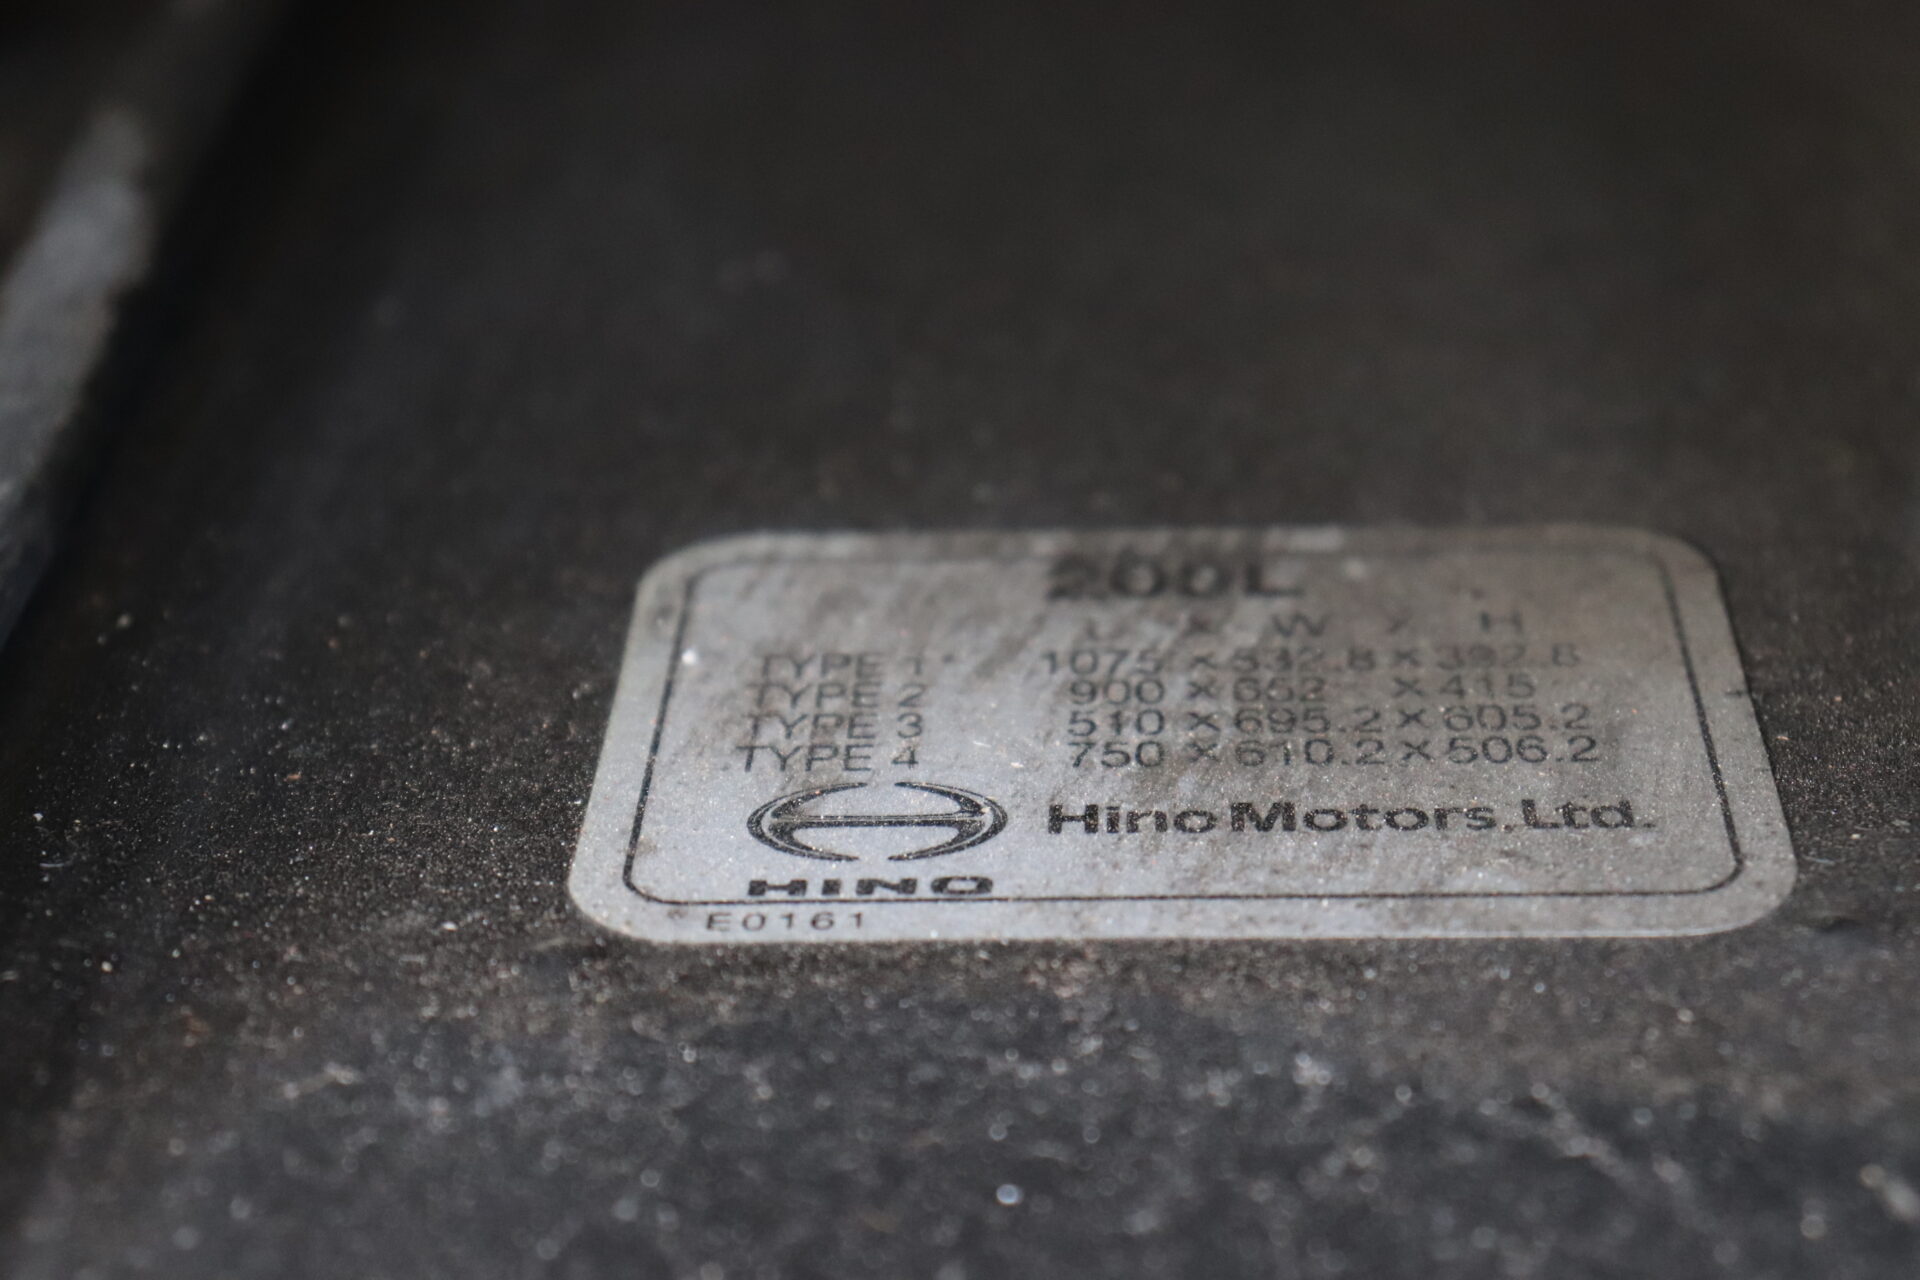 200L
L × W × H
TYPE 1 1075 × 532.8 × 392.8
TYPE 2 900 × 652 × 415
TYPE 3 510 × 695.2 × 605.2
TYPE 4 750 × 610.2 × 506.2
Hino Motors, Ltd.
HINO
E0161